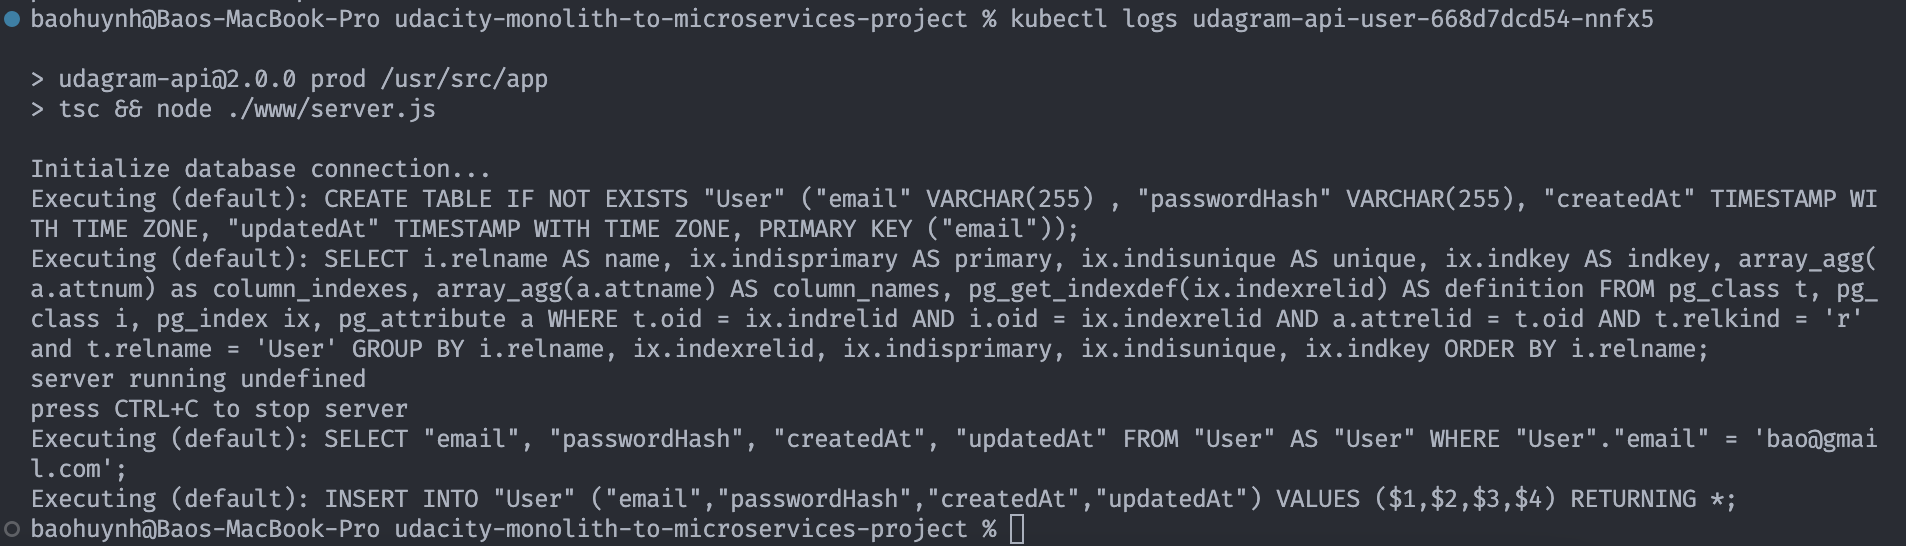 baohuynh@Baos-MacBook-Pro udacity-monolith-to-microservices-project % kubectl logs udagram-api-user-668d7dcd54-nnfx5
> udagram-api@2.0.0 prod /usr/src/app
> tsc && node ./www/server.js
Initialize database connection...
Executing (default): CREATE TABLE IF NOT EXISTS "User" ("email" VARCHAR(255) , "passwordHash" VARCHAR(255), "createdAt" TIMESTAMP WI
TH TIME ZONE, "updatedAt" TIMESTAMP WITH TIME ZONE, PRIMARY KEY ("email"));
Executing (default): SELECT i.relname AS name, ix.indisprimary AS primary, ix.indisunique AS unique, ix.indkey AS indkey, array_agg(
a.attnum) as column_indexes, array_agg(a.attname) AS column_names, pg_get_indexdef(ix.indexrelid) AS definition FROM pg_class t, pg_
class i, pg_index ix, pg_attribute a WHERE t.oid = ix.indrelid AND i.oid = ix.indexrelid AND a.attrelid = t.oid AND t.relkind = 'r'
and t.relname = 'User' GROUP BY i.relname, ix.indexrelid, ix.indisprimary, ix.indisunique, ix.indkey ORDER BY i.relname;
server running undefined
press CTRL+C to stop server
Executing (default): SELECT "email", "passwordHash", "createdAt", "updatedAt" FROM "User" AS "User" WHERE "User"."email" = 'bao@gmai
l.com';
Executing (default): INSERT INTO "User" ("email","passwordHash","createdAt","updatedAt") VALUES ($1,$2,$3,$4) RETURNING *;
baohuynh@Baos-MacBook-Pro udacity-monolith-to-microservices-project %